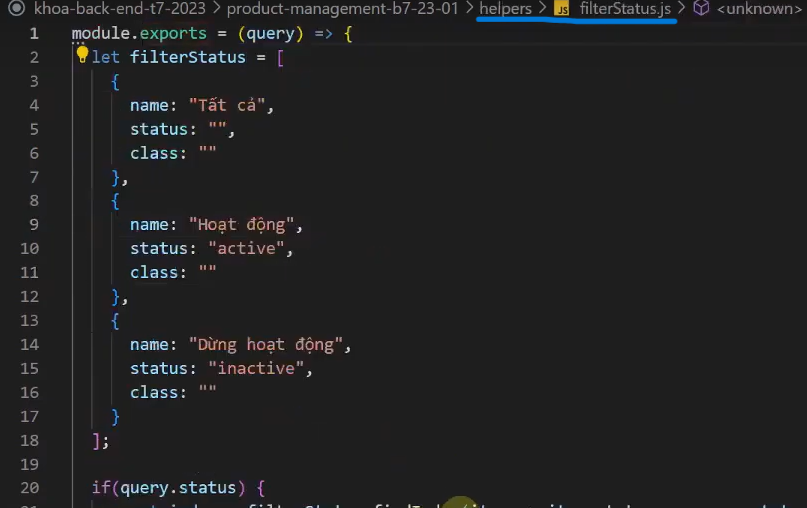 khoa-back-end-t7-2023 > product-management-b7-23-01 > helpers > JS filterStatus.js > <unknown>
1 module.exports = (query) => {
2 let filterStatus = [
3 {
4 name: "Tất cả",
5 status: "",
6 class: ""
7 },
8 {
9 name: "Hoạt động",
10 status: "active",
11 class: ""
12 },
13 {
14 name: "Dừng hoạt động",
15 status: "inactive",
16 class: ""
17 }
18 ];
19
20 if(query.status) {